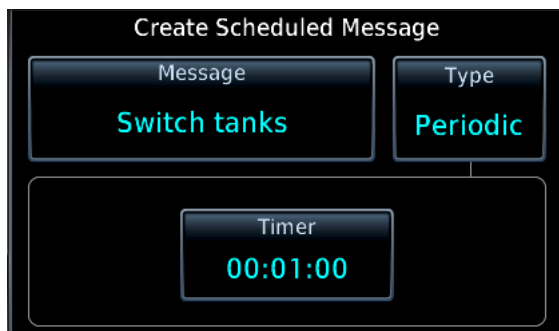 Create Scheduled Message
Message
Type
Switch tanks
Periodic
Timer
00:01:00